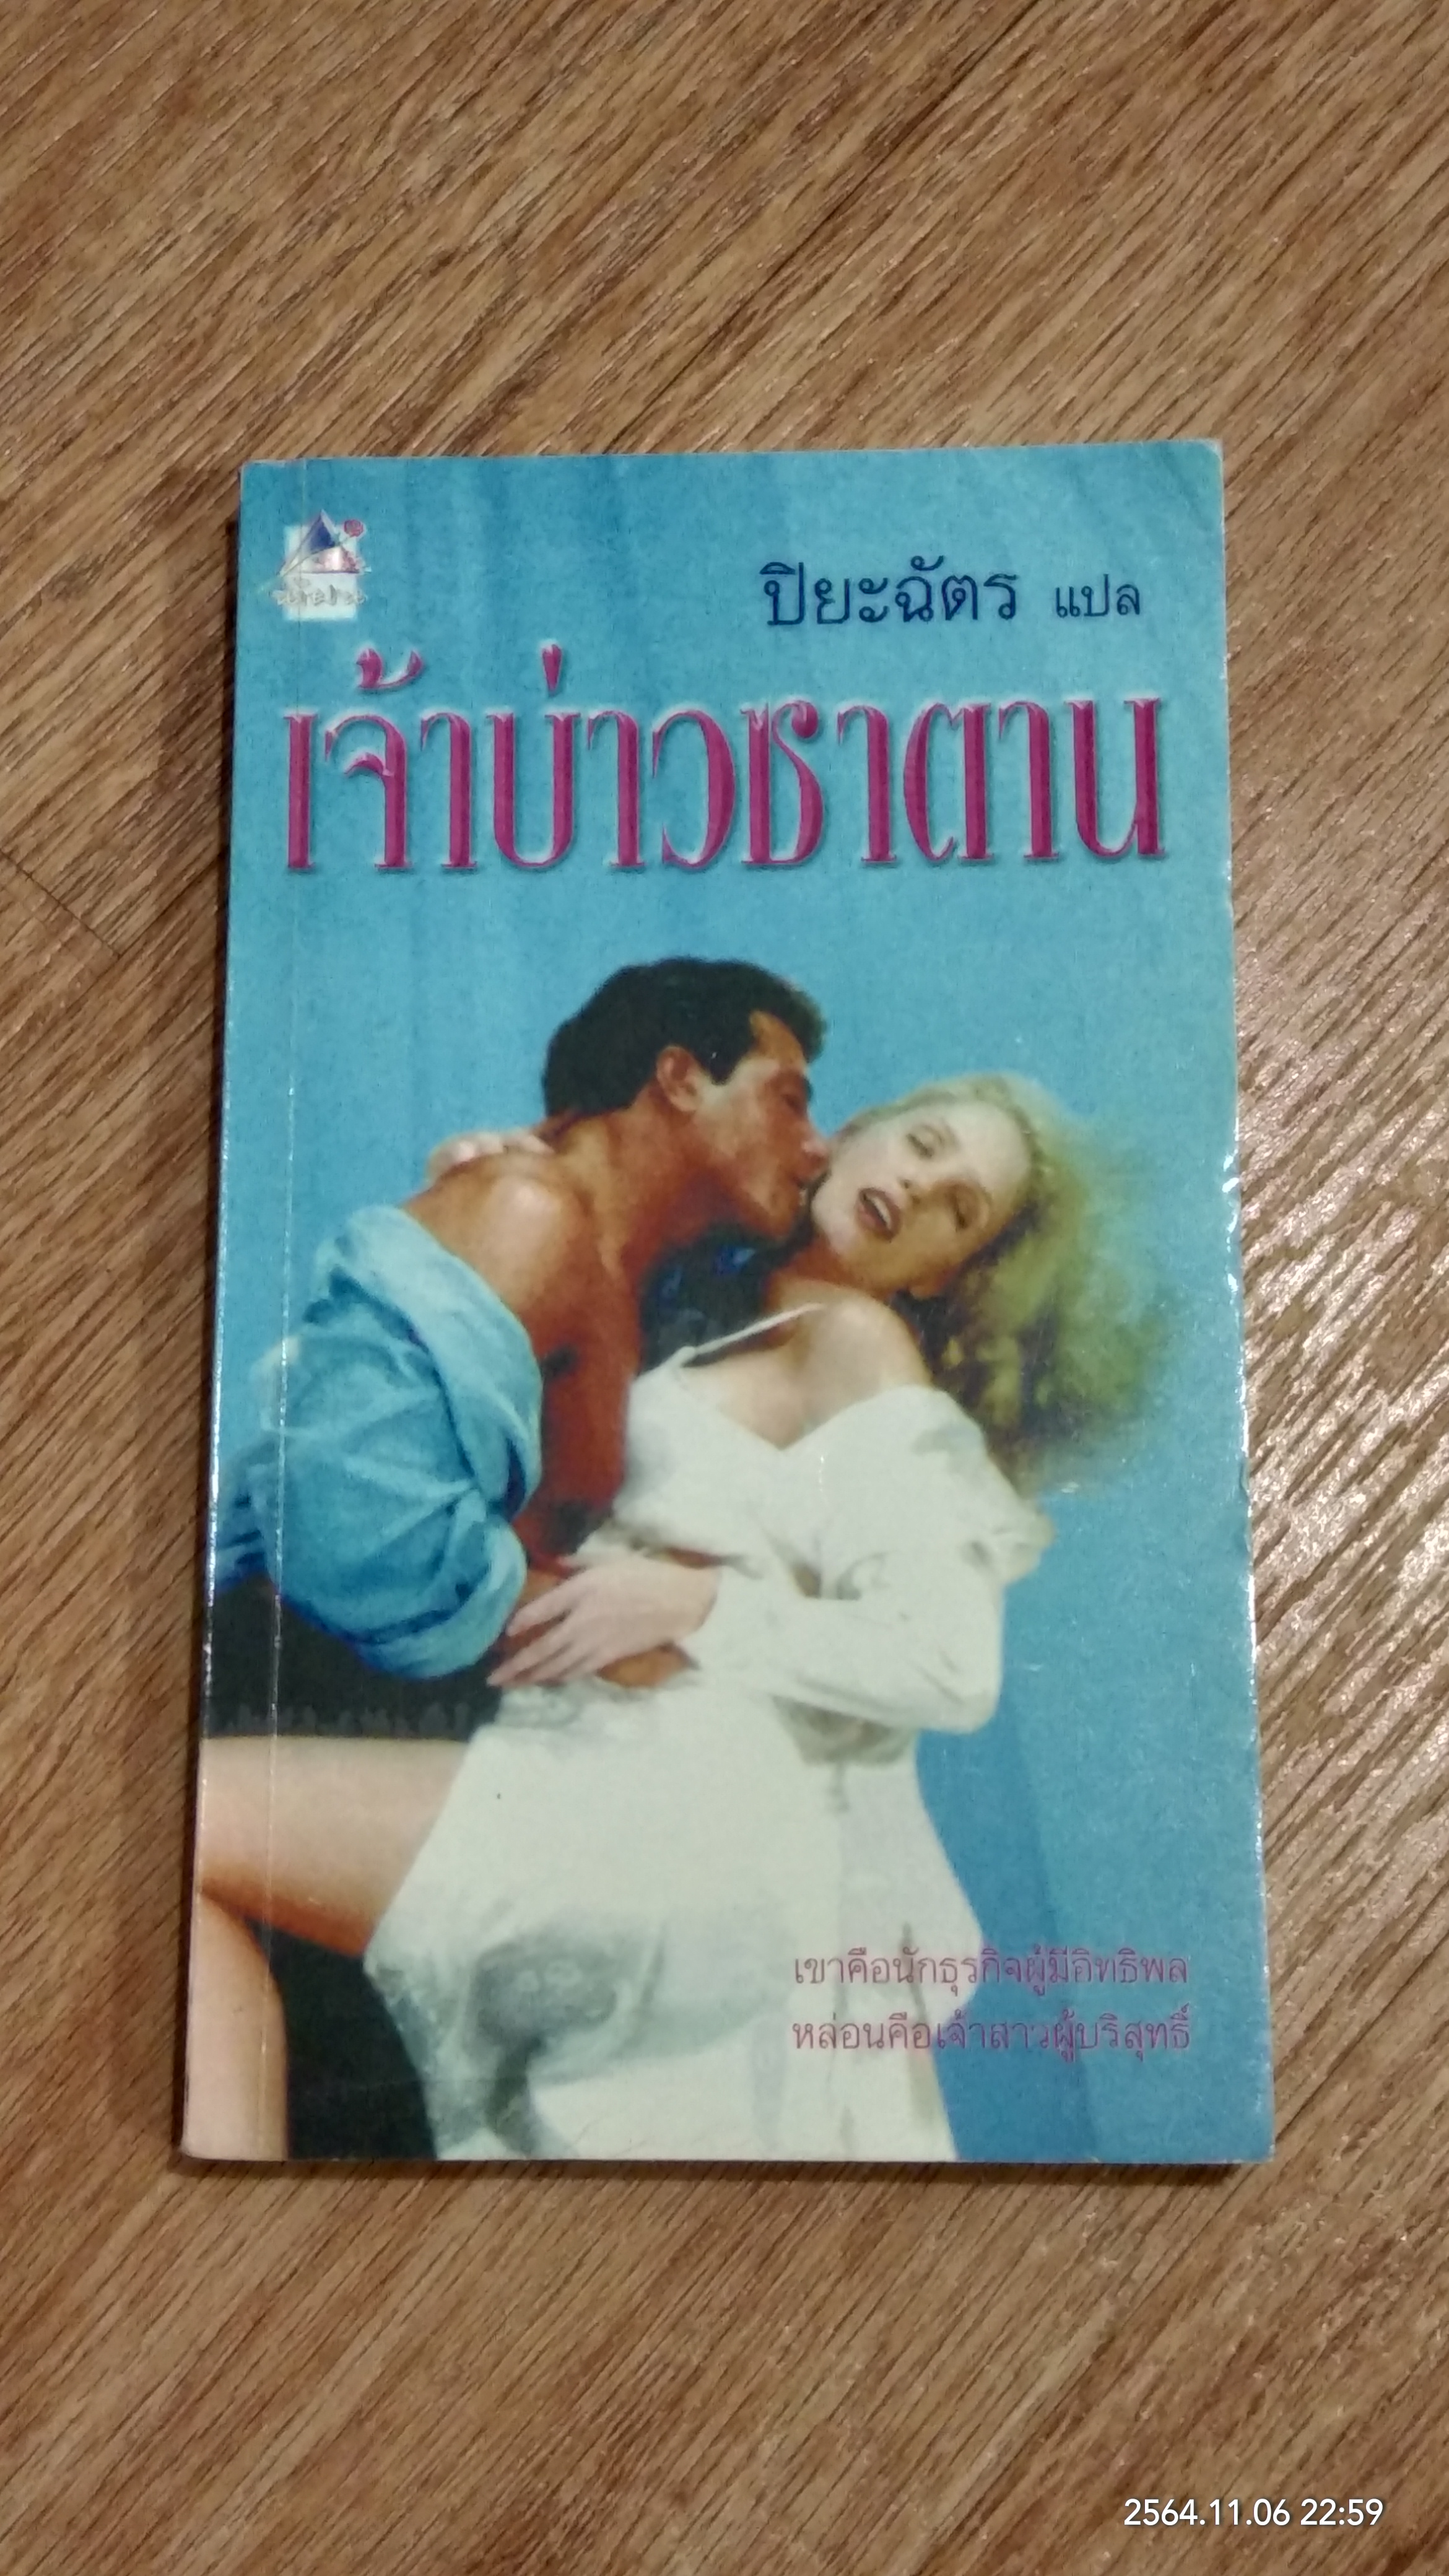 ปิยะฉัตร แปล
เจ้าบ่าวซาตาน
เขาคือนักธุรกิจผู้มีอิทธิพล
หล่อนคือเจ้าสาวผู้บริสุทธิ์
2564.11.06 22:59